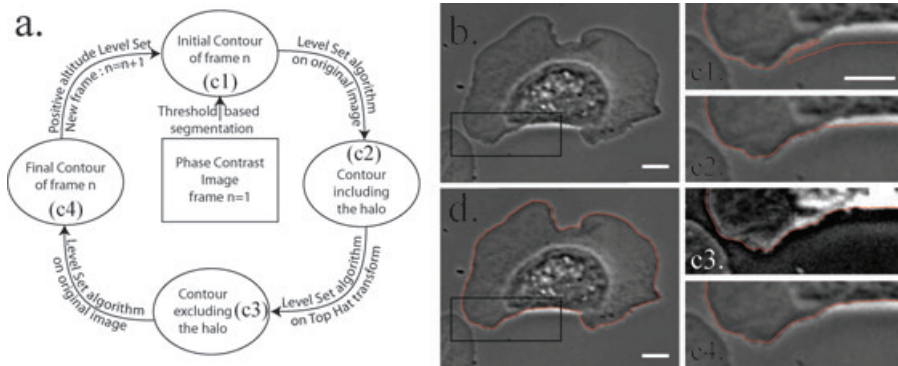 a.
Positive altitude Level Set
New frame : n=n+1
Initial Contour
of frame n
(c1)
Level Set algorithm
on original image
Threshold based
segmentation
Phase Contrast
Image
frame n=1
(c2)
Contour
including
the halo
Final Contour
of frame n
(c4)
Level Set algorithm
on original image
Contour
excluding
the halo
(c3)
Level Set algorithm
on Top Hat transform
b.
d.
c1.
c2.
c3.
c4.